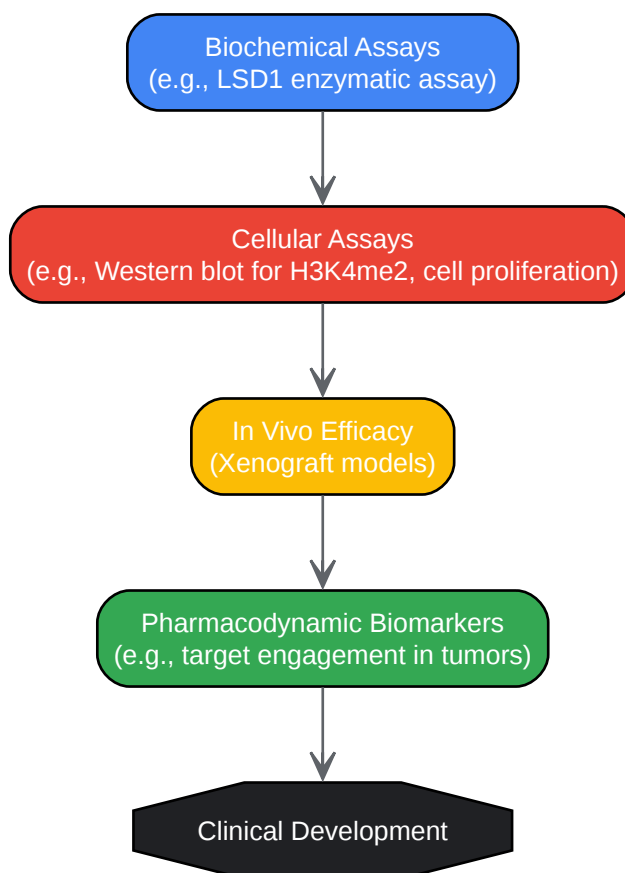 Biochemical Assays
(e.g., LSD1 enzymatic assay)
Cellular Assays
(e.g., Western blot for H3K4me2, cell proliferation)
In Vivo Efficacy
(Xenograft models)
Pharmacodynamic Biomarkers
(e.g., target engagement in tumors)
Clinical Development